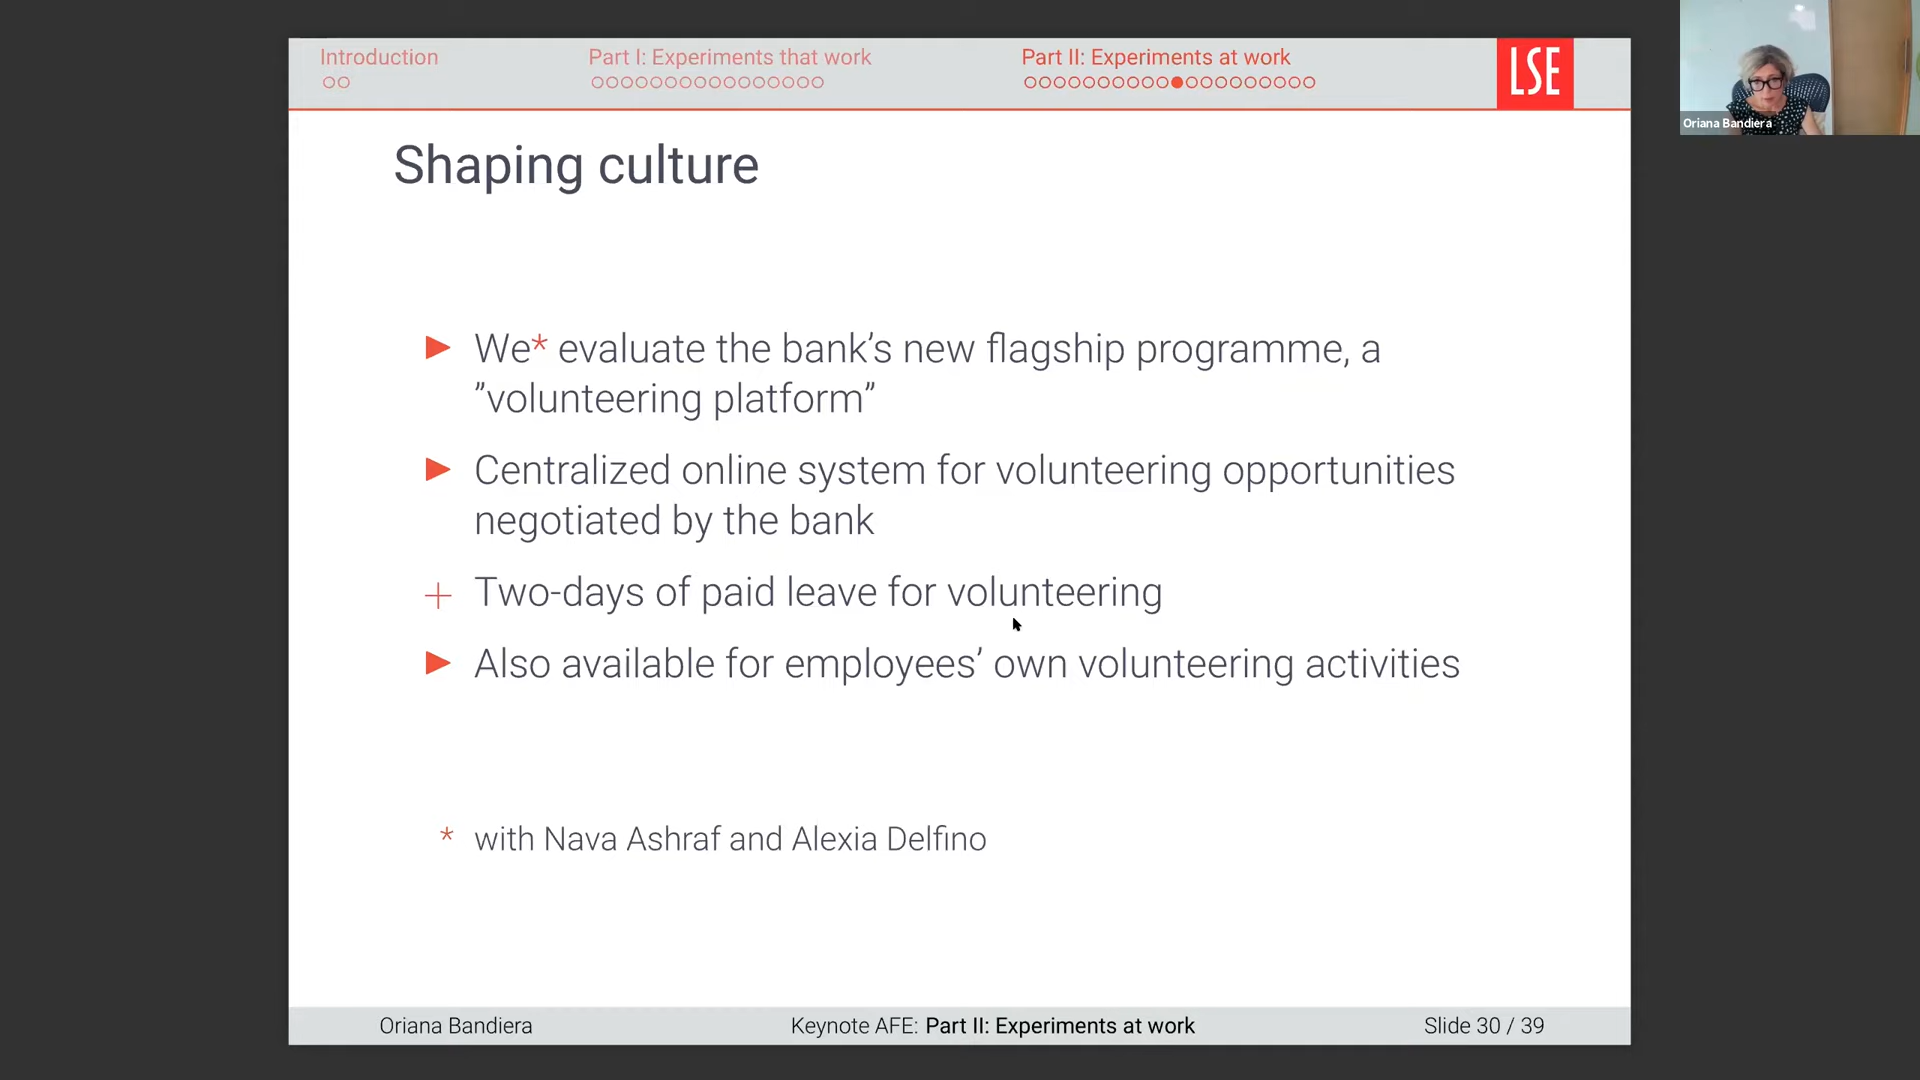 Introduction
Part I: Experiments that work
Part II: Experiments at work
LSE
Oriana Bandiera
Shaping culture
We* evaluate the bank’s new flagship programme, a
”volunteering platform”
Centralized online system for volunteering opportunities
negotiated by the bank
+ Two-days of paid leave for volunteering
Also available for employees’ own volunteering activities
* with Nava Ashraf and Alexia Delfino
Oriana Bandiera
Keynote AFE: Part II: Experiments at work
Slide 30 / 39